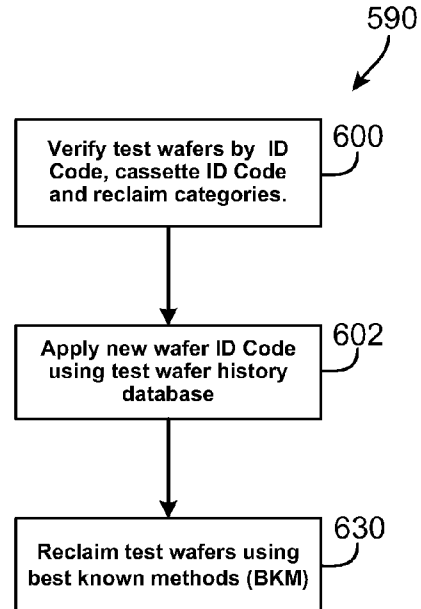 590
Verify test wafers by ID
Code, cassette ID Code
and reclaim categories.
600
Apply new wafer ID Code
using test wafer history
database
602
Reclaim test wafers using
best known methods (BKM)
630